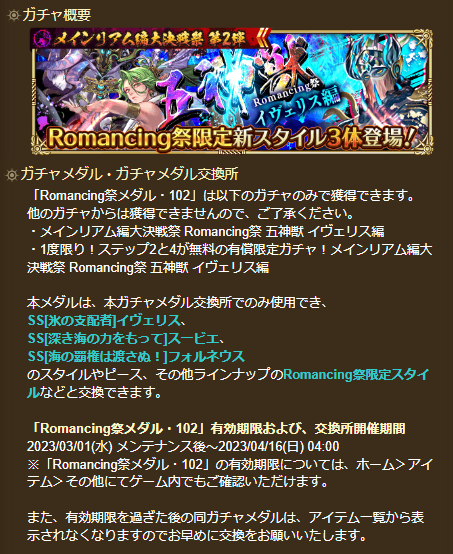 ガチャ概要
メインリアム編大決戦祭 第2弾
五神獣
Romancing祭
イヴェリス編
Romancing祭限定新スタイル3体登場!
ガチャメダル・ガチャメダル交換所
「Romancing祭メダル・102」は以下のガチャのみで獲得できます。
他のガチャからは獲得できませんので、ご了承ください。
・メインリアム編大決戦祭 Romancing祭 五神獣 イヴェリス編
・1度限り！ステップ2と4が無料の有償限定ガチャ！メインリアム編大
決戦祭 Romancing祭 五神獣 イヴェリス編
本メダルは、本ガチャメダル交換所でのみ使用でき、
SS[氷の支配者]イヴェリス、
SS[深き海の力をもって]スービエ、
SS[海の覇権は渡さぬ！]フォルネウス
のスタイルやピース、その他ラインナップのRomancing祭限定スタイ
ルなどと交換できます。
「Romancing祭メダル・102」有効期限および、交換所開催期間
2023/03/01(水) メンテナンス後～2023/04/16(日) 04:00
※「Romancing祭メダル・102」の有効期限については、ホーム＞アイ
テム＞その他にてゲーム内でもご確認いただけます。
また、有効期限を過ぎた後の同ガチャメダルは、アイテム一覧から表
示されなくなりますのでお早めに交換をお願いいたします。